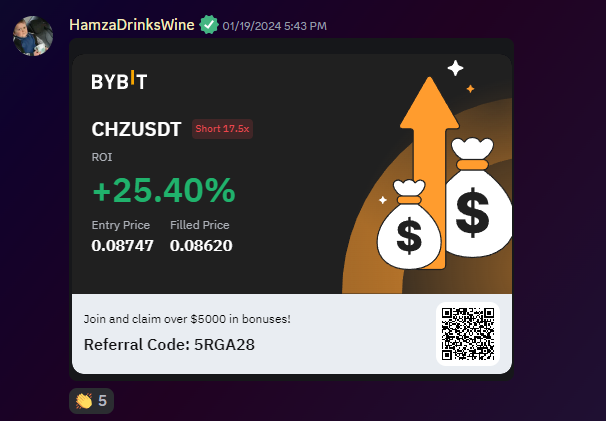 HamzaDrinksWine 01/19/2024 5:43 PM
BYBIT
CHZUSDT Short 17.5x
ROI
+25.40%
Entry Price Filled Price
0.08747 0.08620
$ $
Join and claim over $5000 in bonuses!
Referral Code: 5RGA28
5